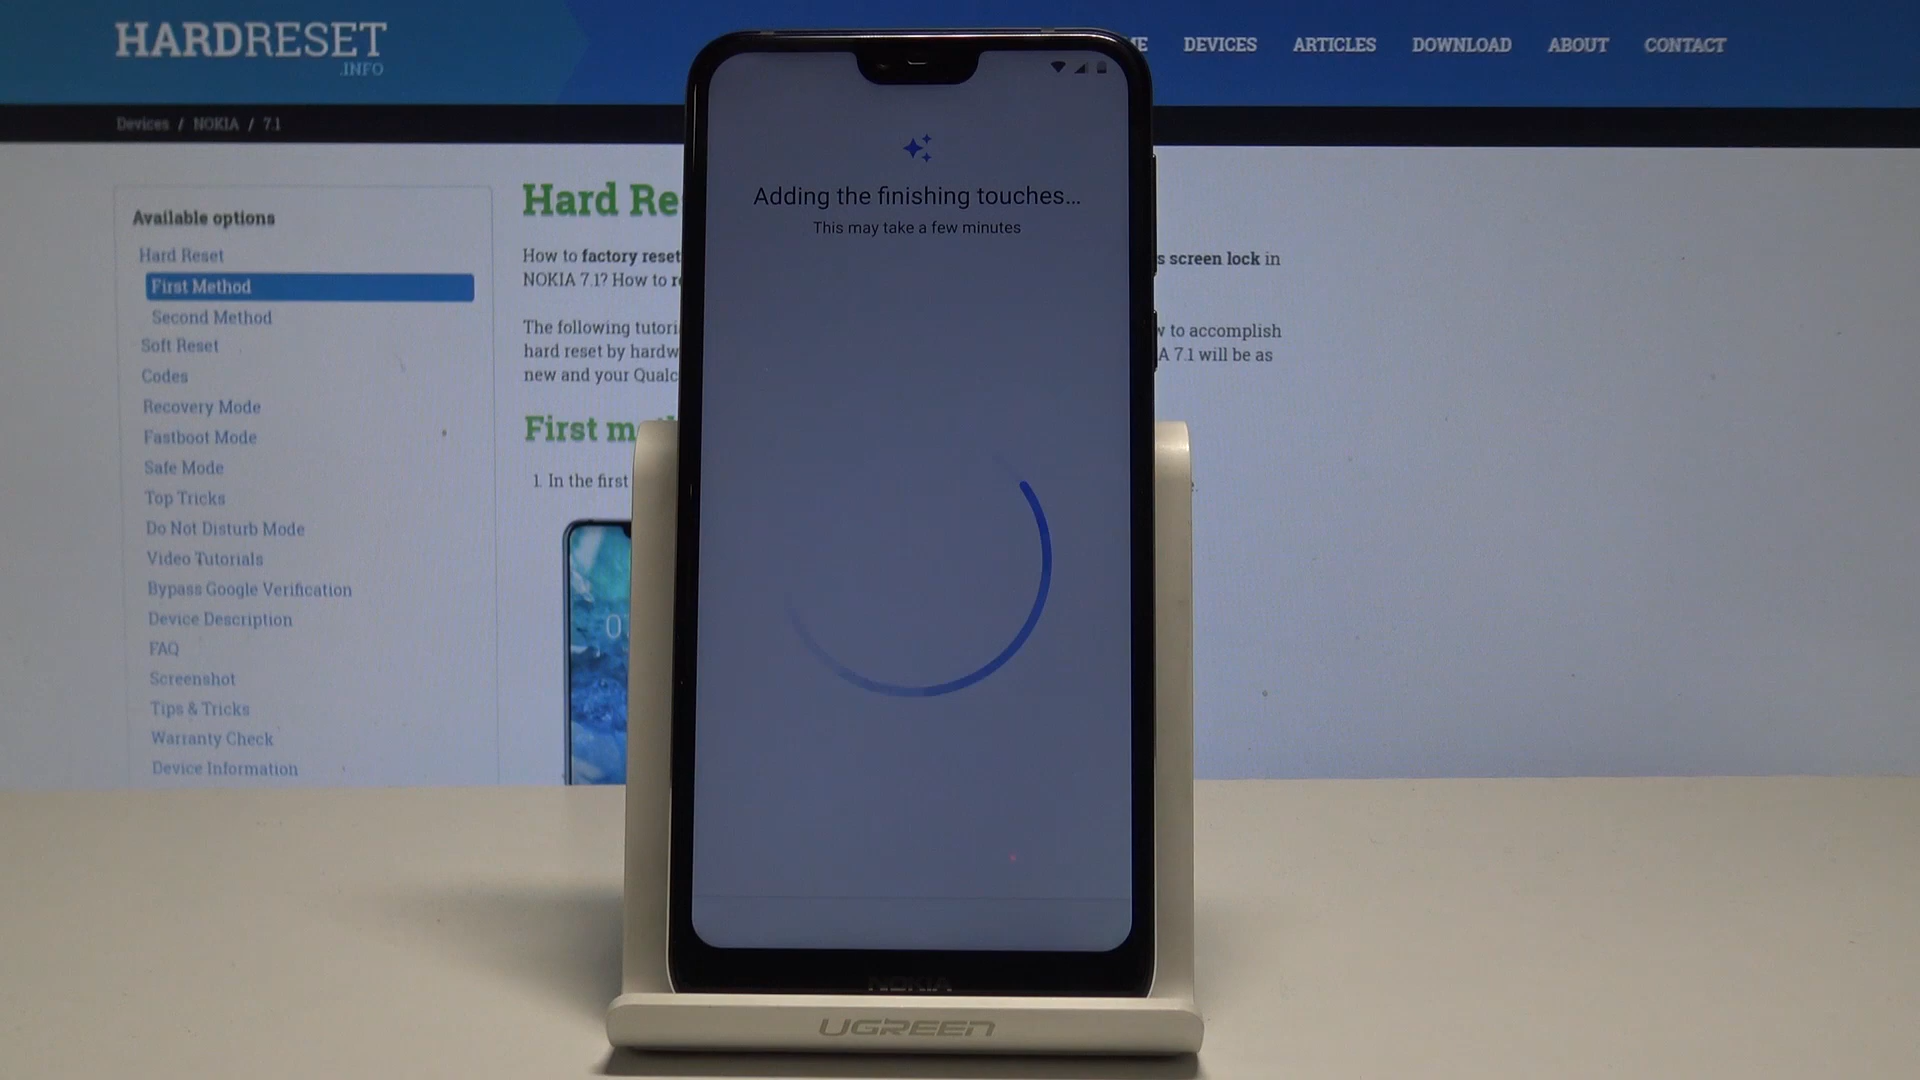 HARDRESET
.INFO
DEVICES
ARTICLES
DOWNLOAD
ABOUT
CONTACT
Devices / NOKIA / 7.1
Available options
Hard Reset
First Method
Second Method
Soft Reset
Codes
Recovery Mode
Fastboot Mode
Safe Mode
Top Tricks
Do Not Disturb Mode
Video Tutorials
Bypass Google Verification
Device Description
FAQ
Screenshot
Tips & Tricks
Warranty Check
Device Information
Hard Re
How to factory reset
s screen lock in
NOKIA 7.1? How to r
The following tutori
w to accomplish
hard reset by hardw
A 7.1 will be as
new and your Qualc
First m
1. In the first
Adding the finishing touches...
This may take a few minutes
NOKIA
UGREEN